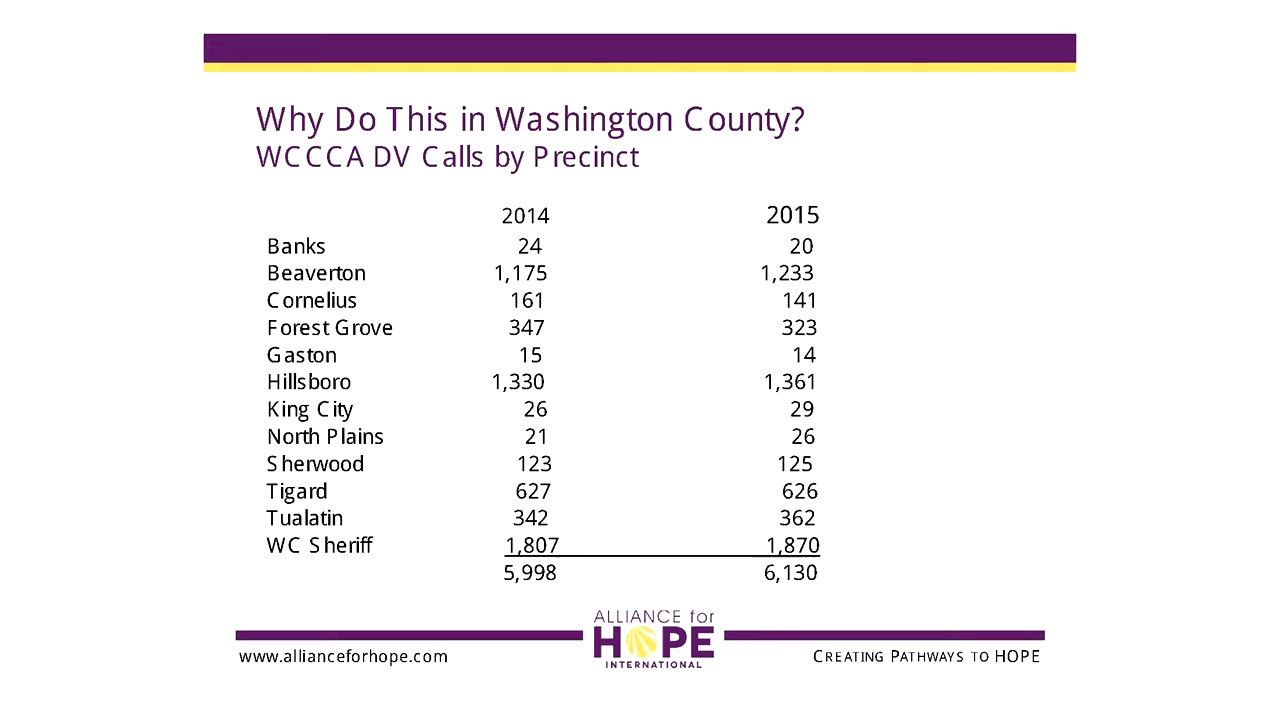 Why Do This in Washington County?
WCCCA DV Calls by Precinct
2014 2015
Banks 24 20
Beaverton 1,175 1,233
Cornelius 161 141
Forest Grove 347 323
Gaston 15 14
Hillsboro 1,330 1,361
King City 26 29
North Plains 21 26
Sherwood 123 125
Tigard 627 626
Tualatin 342 362
WC Sheriff 1,807 1,870
5,998 6,130
ALLIANCE for
HOPE
INTERNATIONAL
www.allianceforhope.com
CREATING PATHWAYS TO HOPE